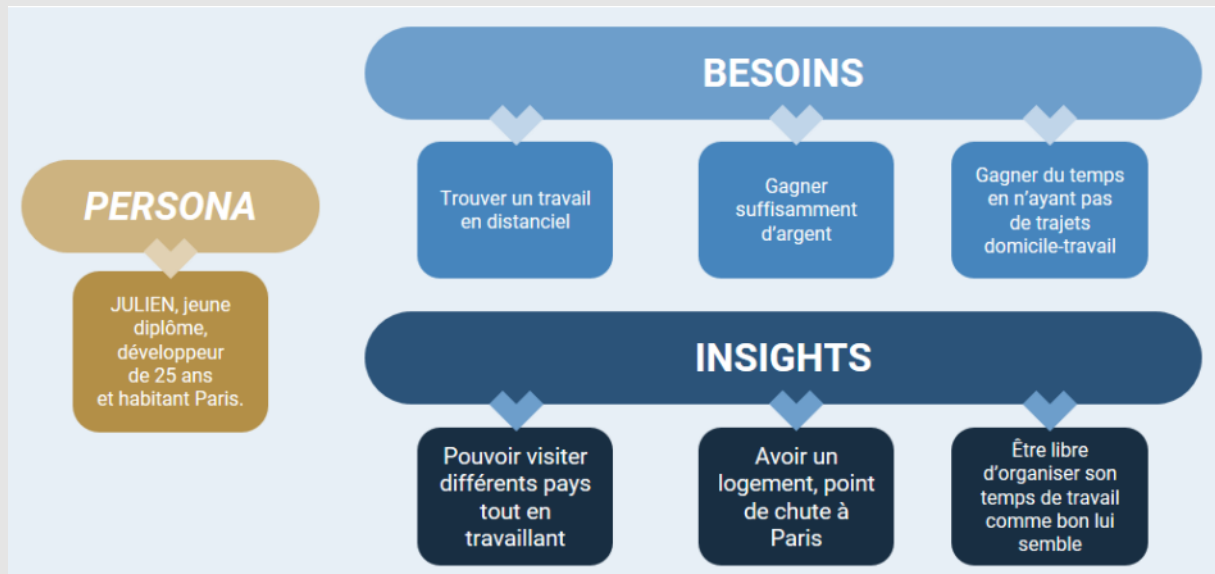 PERSONA
JULIEN, jeune
diplôme,
développeur
de 25 ans
et habitant Paris.
BESOINS
Trouver un travail
en distanciel
Gagner
suffisamment
d'argent
Gagner du temps
en n'ayant pas
de trajets
domicile-travail
INSIGHTS
Pouvoir visiter
différents pays
tout en
travaillant
Avoir un
logement, point
de chute à
Paris
Être libre
d'organiser son
temps de travail
comme bon lui
semble